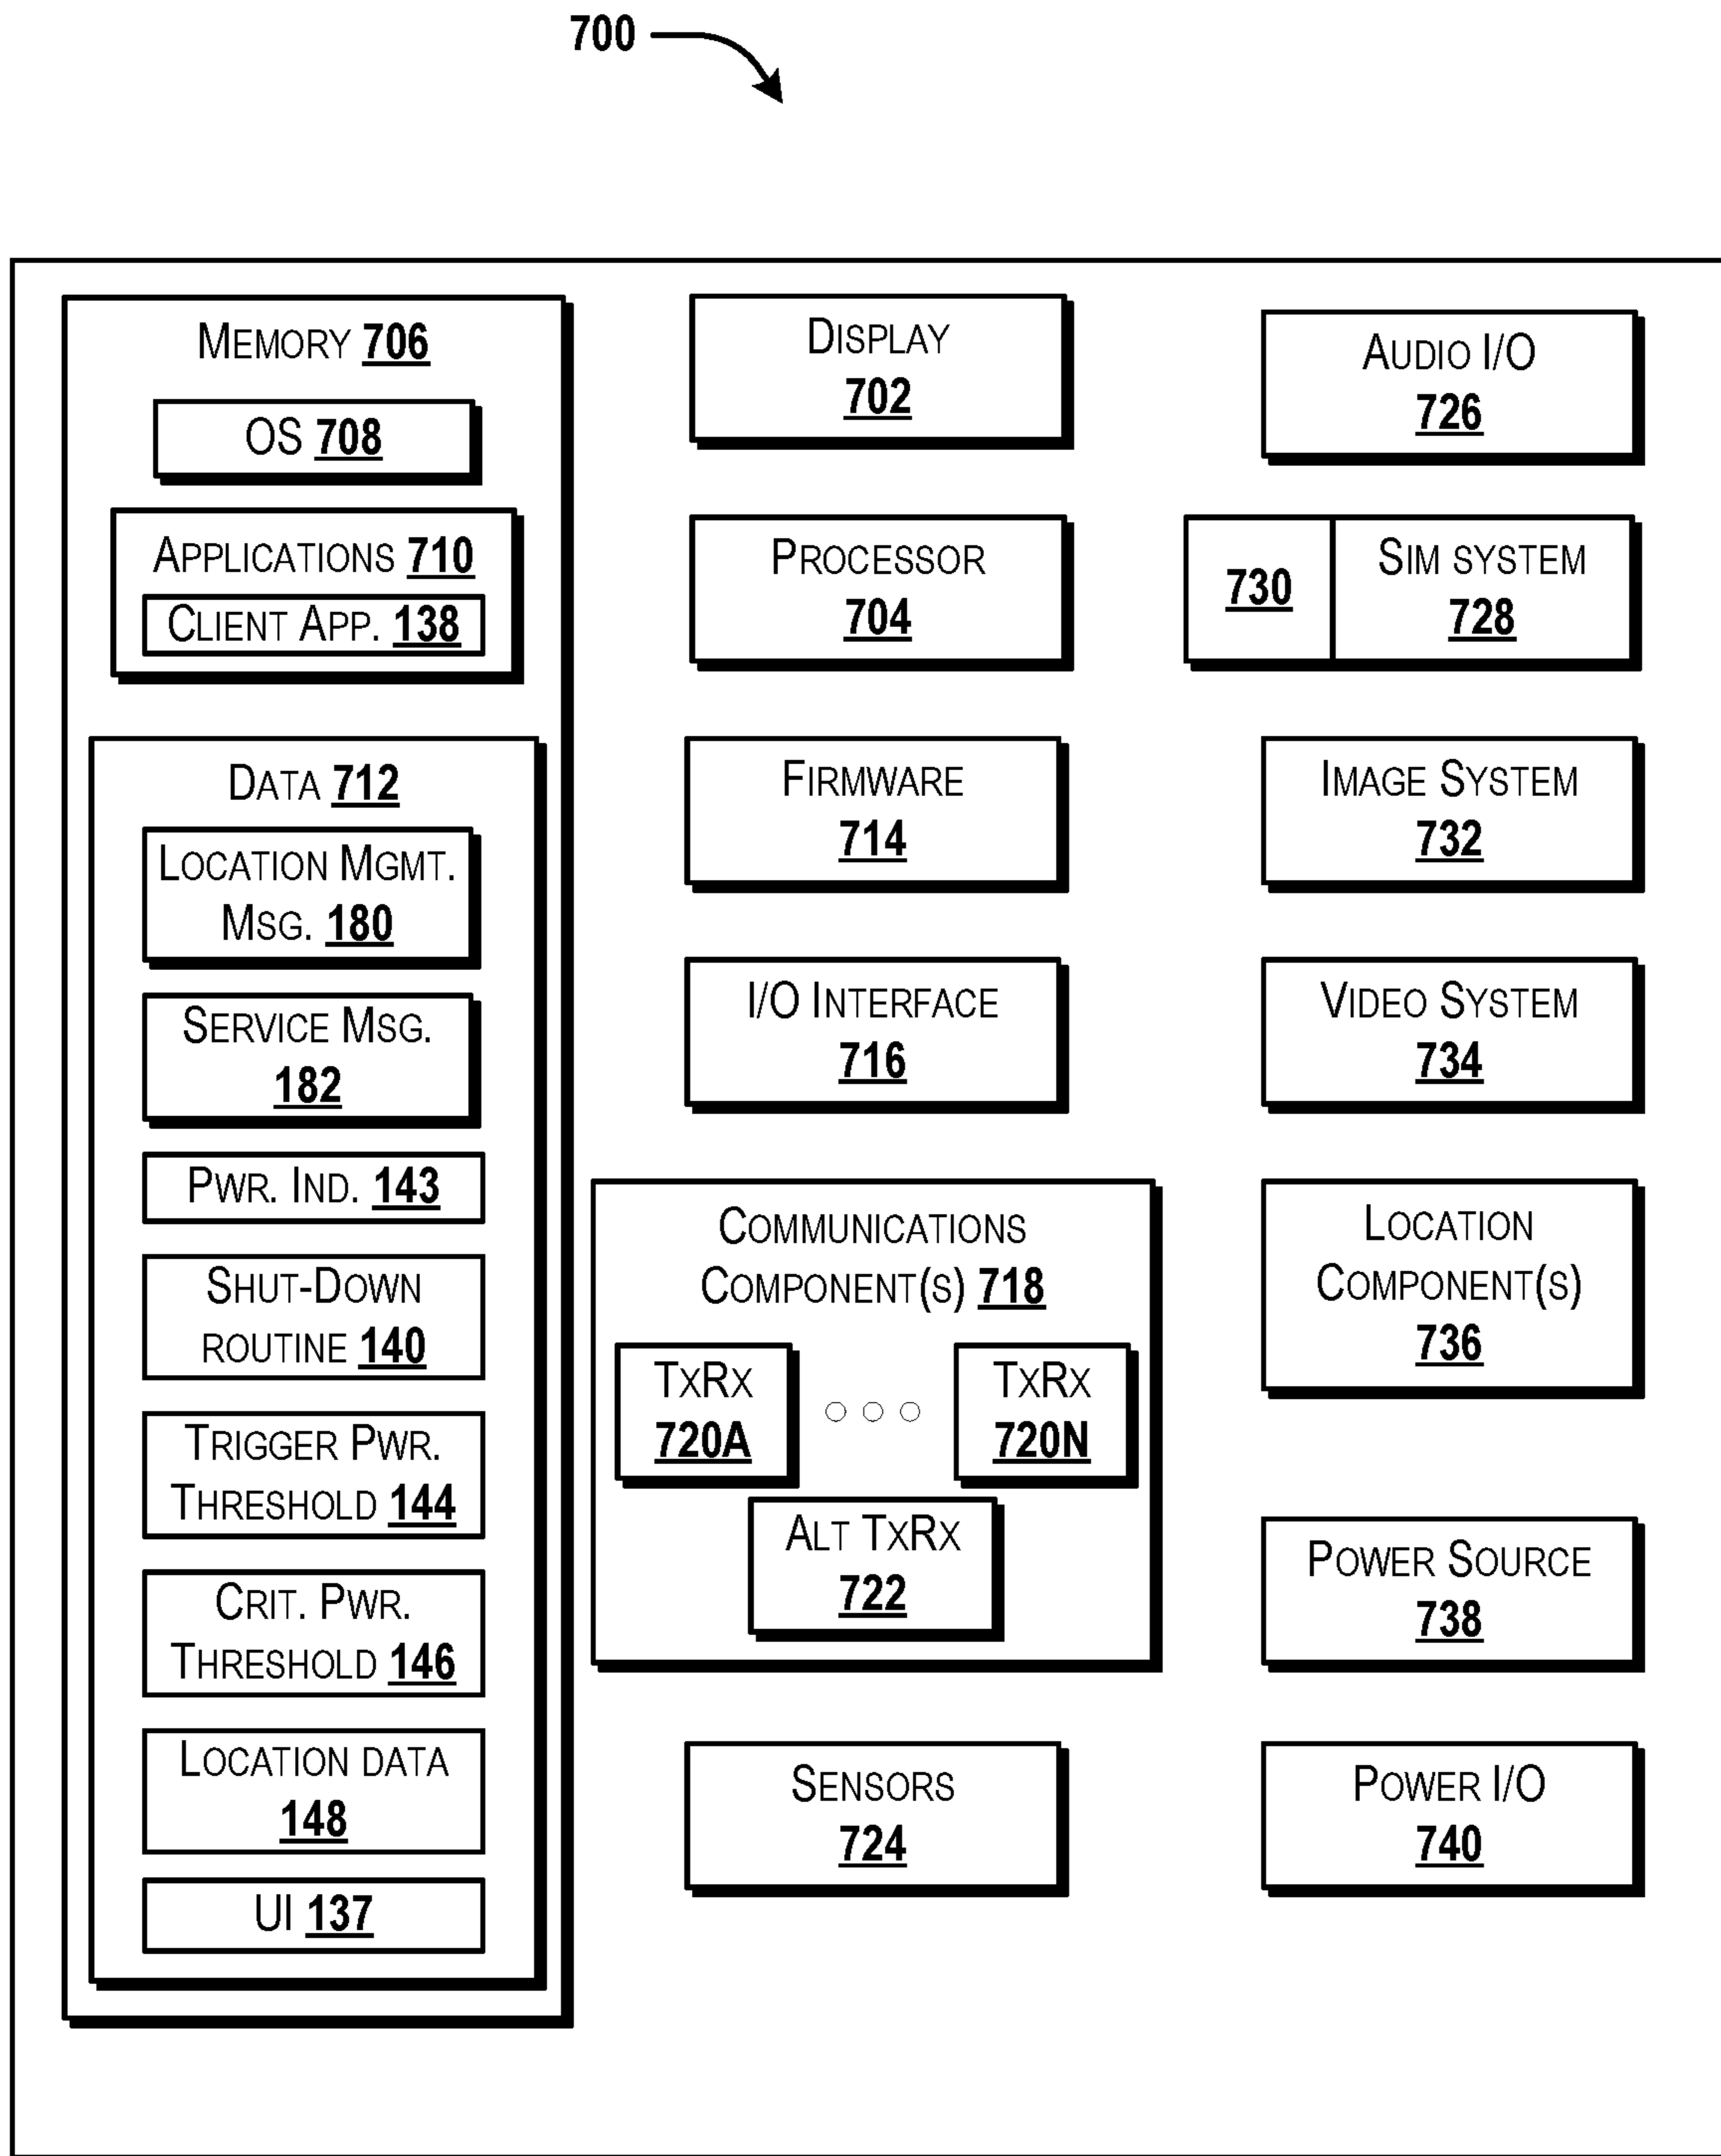 700
MEMORY 706
OS 708
APPLICATIONS 710
CLIENT APP. 138
DATA 712
LOCATION MGMT.
MSG. 180
SERVICE MSG.
182
PWR. IND. 143
SHUT-DOWN
ROUTINE 140
TRIGGER PWR.
THRESHOLD 144
CRIT. PWR.
THRESHOLD 146
LOCATION DATA
148
UI 137
DISPLAY
702
PROCESSOR
704
FIRMWARE
714
I/O INTERFACE
716
COMMUNICATIONS
COMPONENT(S) 718
TXRX
720A
TXRX
720N
ALT TXRX
722
SENSORS
724
AUDIO I/O
726
730
SIM SYSTEM
728
IMAGE SYSTEM
732
VIDEO SYSTEM
734
LOCATION
COMPONENT(S)
736
POWER SOURCE
738
POWER I/O
740